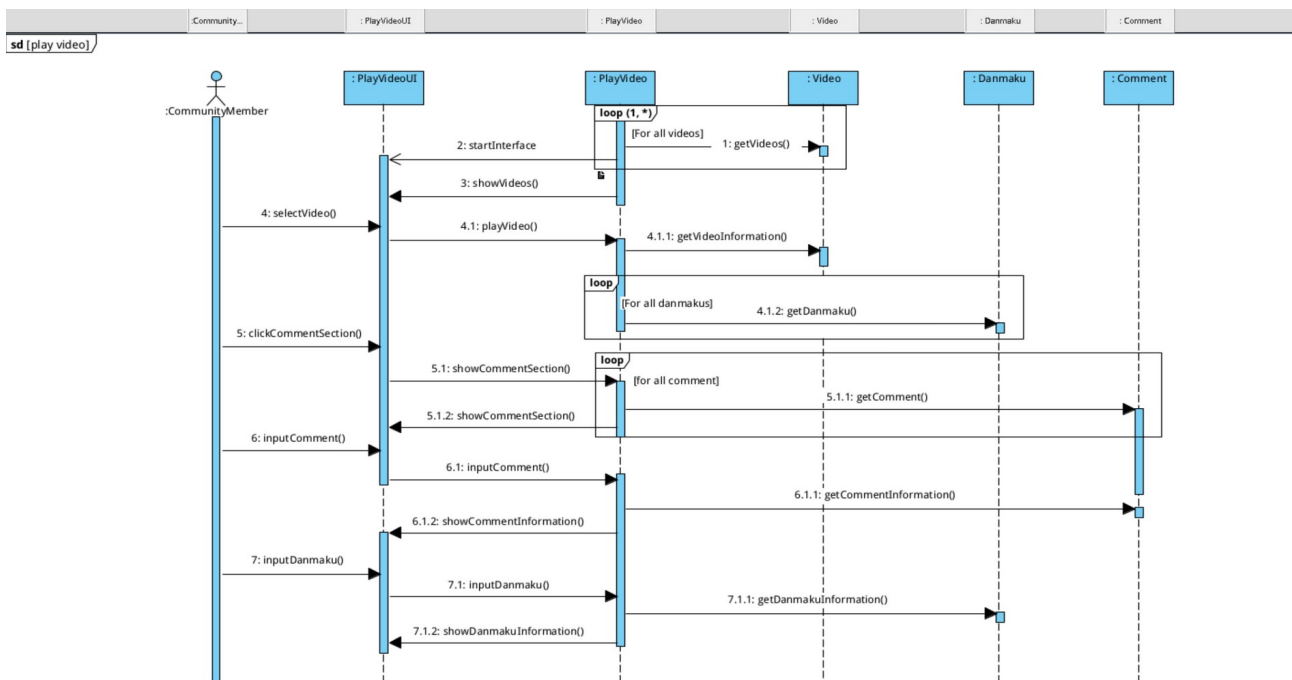 :Community...
: PlayVideoUI
: PlayVideo
: Video
: Danmaku
: Comment
sd [play video]
: PlayVideoUI
: PlayVideo
: Video
: Danmaku
: Comment
:CommunityMember
loop (1, *)
[For all videos]
1: getVideos()
2: startInterface
3: showVideos()
4: selectVideo()
4.1: playVideo()
4.1.1: getVideoInformation()
loop
[For all danmakus]
4.1.2: getDanmaku()
5: clickCommentSection()
loop
5.1: showCommentSection()
[for all comment]
5.1.1: getComment()
5.1.2: showCommentSection()
6: inputComment()
6.1: inputComment()
6.1.1: getCommentInformation()
6.1.2: showCommentInformation()
7: inputDanmaku()
7.1: inputDanmaku()
7.1.1: getDanmakuInformation()
7.1.2: showDanmakuInformation()